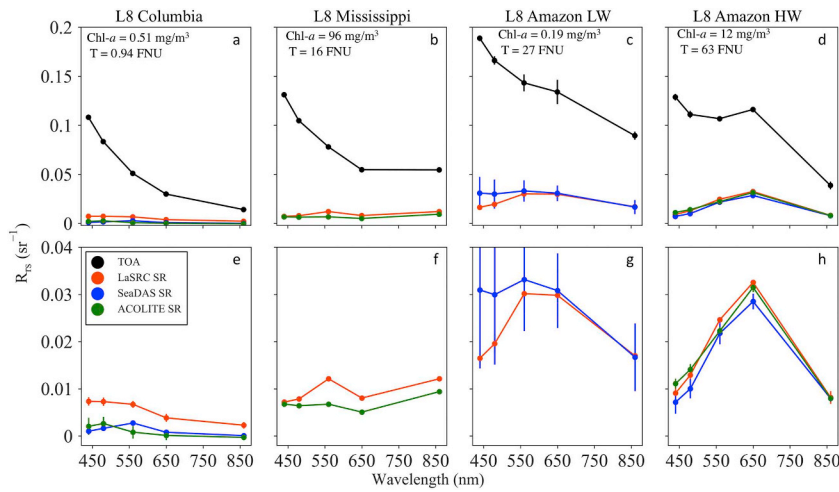 L8 Columbia
L8 Mississippi
L8 Amazon LW
L8 Amazon HW
0.2
0.15
0.1
0.05
0
a
Chl-a = 0.51 mg/m³
T = 0.94 FNU
b
Chl-a = 96 mg/m³
T = 16 FNU
c
Chl-a = 0.19 mg/m³
T = 27 FNU
d
Chl-a = 12 mg/m³
T = 63 FNU
Rrs (sr⁻¹)
0.04
0.03
0.02
0.01
0
e
TOA
LaSRC SR
SeaDAS SR
ACOLITE SR
f
g
h
450 550 650 750 850
450 550 650 750 850
450 550 650 750 850
450 550 650 750 850
Wavelength (nm)